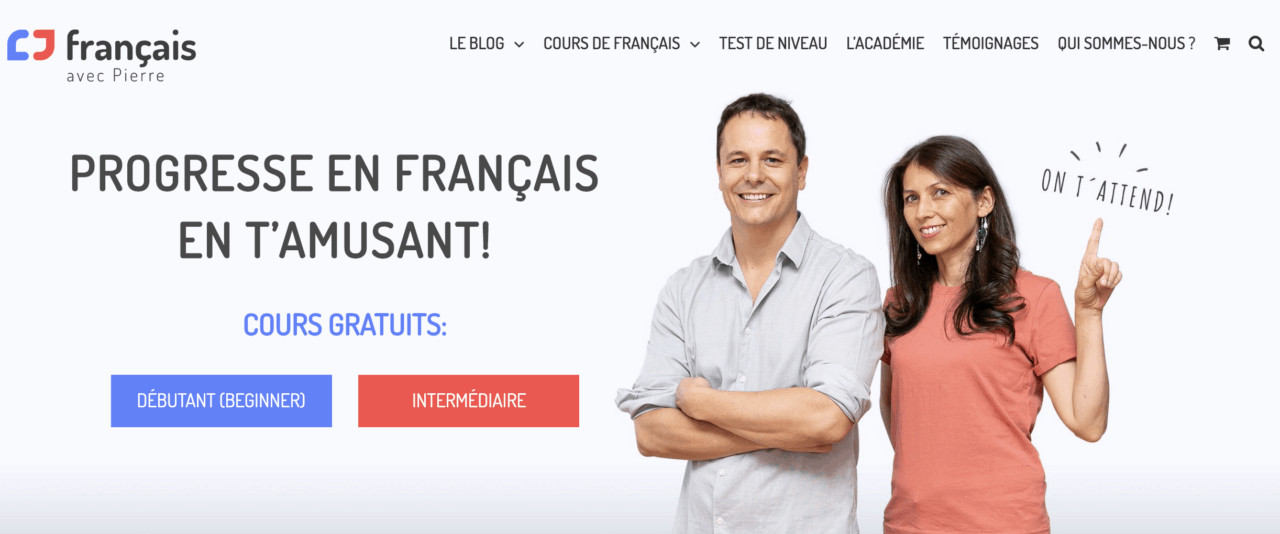 français
avec Pierre
LE BLOG
COURS DE FRANÇAIS
TEST DE NIVEAU
L'ACADÉMIE
TÉMOIGNAGES
QUI SOMMES-NOUS ?
PROGRESSE EN FRANÇAIS
EN T’AMUSANT!
ON T´ATTEND!
COURS GRATUITS:
DÉBUTANT (BEGINNER)
INTERMÉDIAIRE